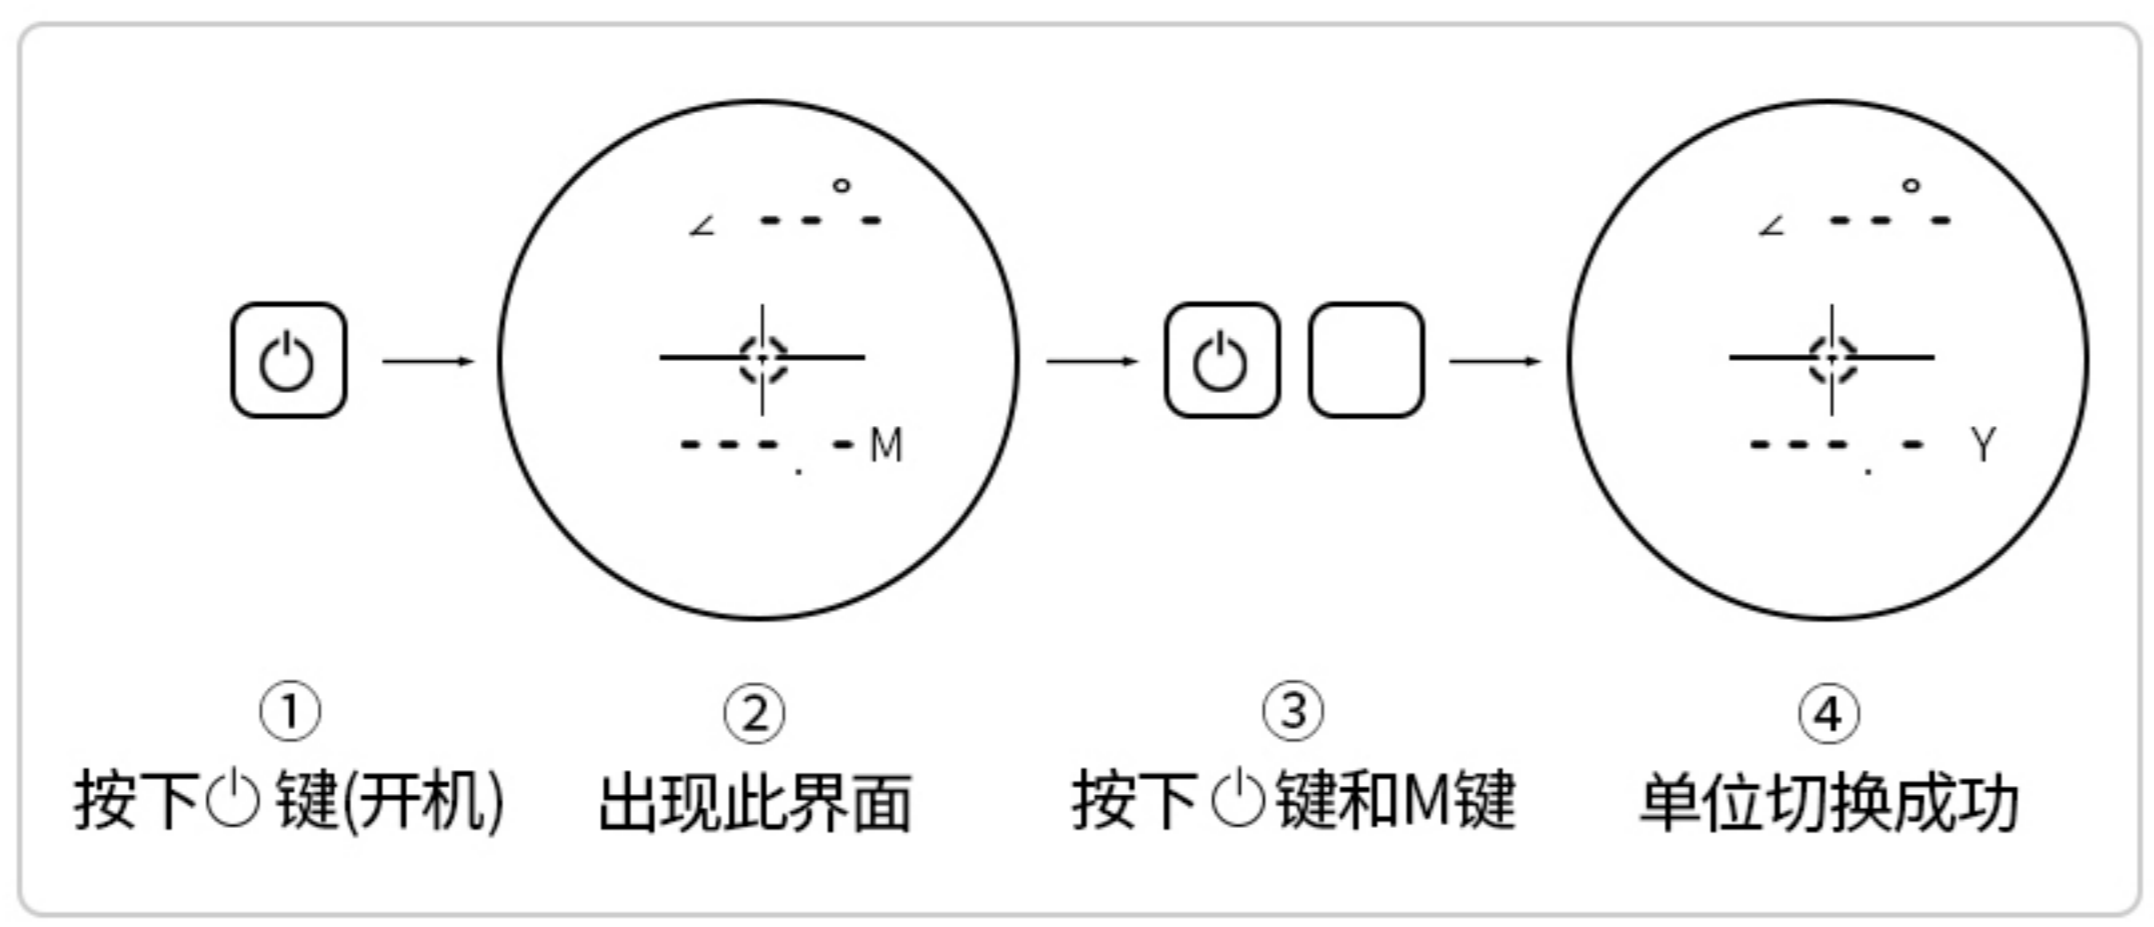 ∠ --°-
---.-M
∠ --°-
---.- Y
①
按下⏻键(开机)
②
出现此界面
③
按下⏻键和M键
④
单位切换成功